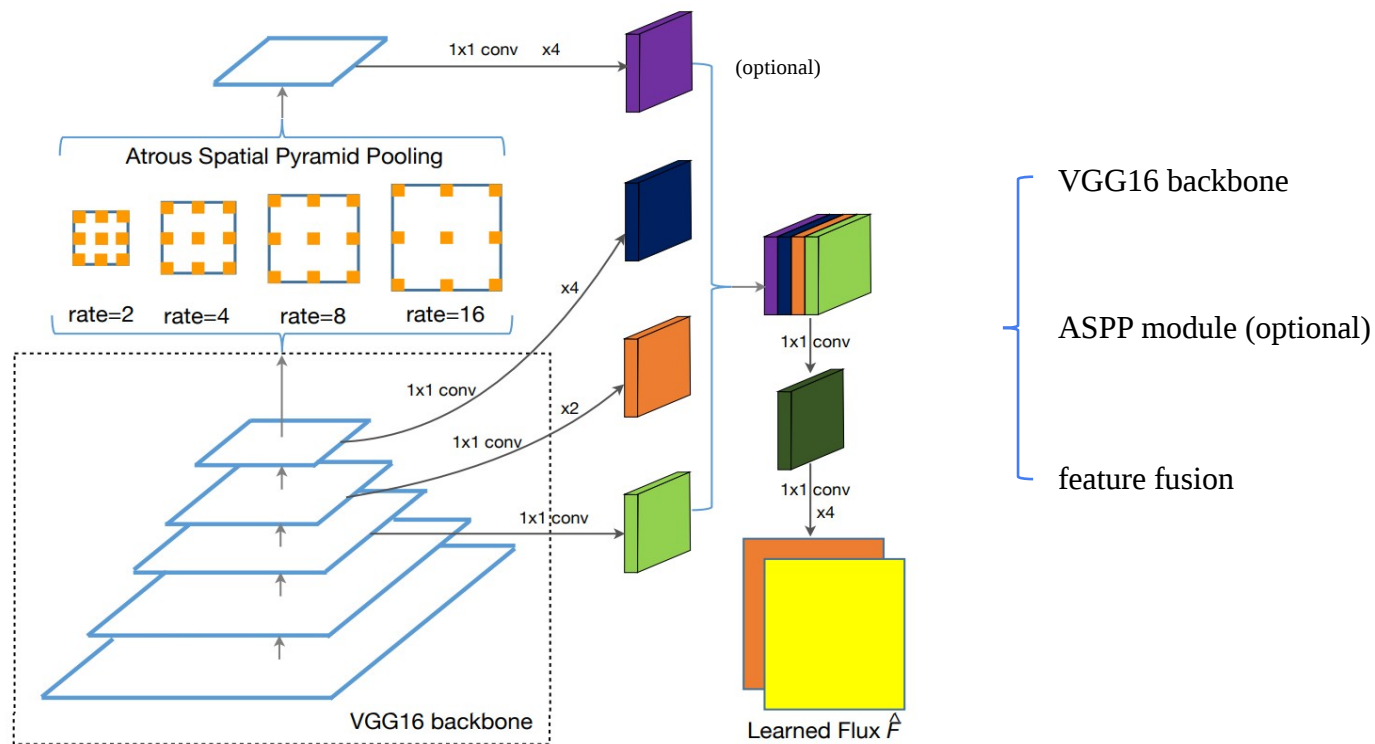 1x1 conv x4
(optional)
Atrous Spatial Pyramid Pooling
rate=2 rate=4 rate=8 rate=16
x4
1x1 conv
x2
1x1 conv
1x1 conv
VGG16 backbone
1x1 conv
1x1 conv
x4
Learned Flux F̂
VGG16 backbone
ASPP module (optional)
feature fusion